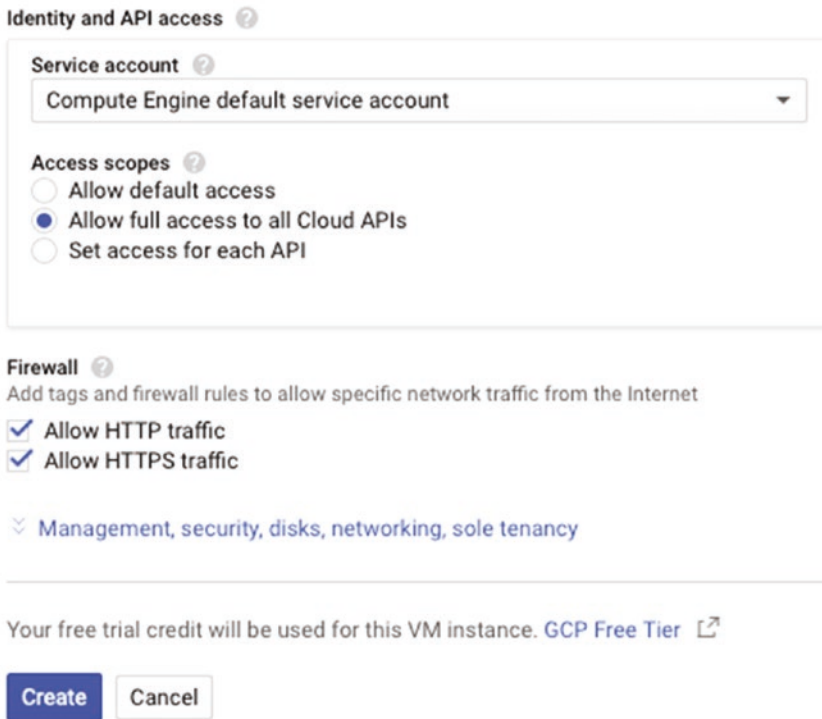 Identity and API access
Service account
Compute Engine default service account
Access scopes
Allow default access
Allow full access to all Cloud APIs
Set access for each API
Firewall
Add tags and firewall rules to allow specific network traffic from the Internet
Allow HTTP traffic
Allow HTTPS traffic
Management, security, disks, networking, sole tenancy
Your free trial credit will be used for this VM instance. GCP Free Tier
Create Cancel